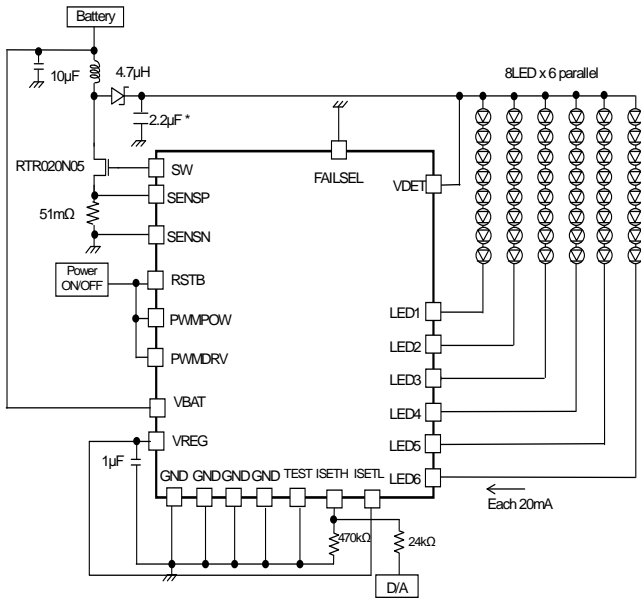 Battery
10µF
4.7µH
8LED x 6 parallel
2.2µF *
RTR020N05
SW
FAILSEL
VDET
SENSP
51mΩ
SENSN
Power
ON/OFF
RSTB
PWMPOW
PWMDRV
LED1
LED2
LED3
LED4
LED5
LED6
VBAT
VREG
1µF
GND GND GND GND TEST ISETH ISETL
Each 20mA
470kΩ
24kΩ
D/A